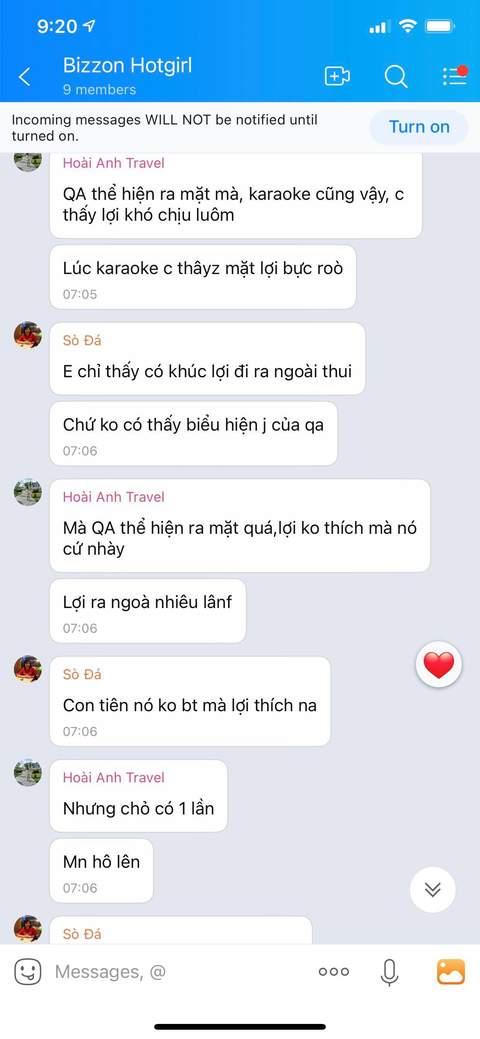 9:20
Bizzon Hotgirl
9 members
Incoming messages WILL NOT be notified until
turned on.
Turn on
Hoài Anh Travel
QA thể hiện ra mặt mà, karaoke cũng vậy, c
thấy lợi khó chịu luôm
Lúc karaoke c thâyz mặt lợi bực roò
07:05
Sò Đá
E chỉ thấy có khúc lợi đi ra ngoài thui
Chứ ko có thấy biểu hiện j của qa
07:06
Hoài Anh Travel
Mà QA thể hiện ra mặt quá,lợi ko thích mà nó
cứ nhày
Lợi ra ngoà nhiêu lânf
07:06
Sò Đá
Con tiên nó ko bt mà lợi thích na
07:06
Hoài Anh Travel
Nhưng chỏ có 1 lần
Mn hô lên
07:06
Sò Đá
Messages, @